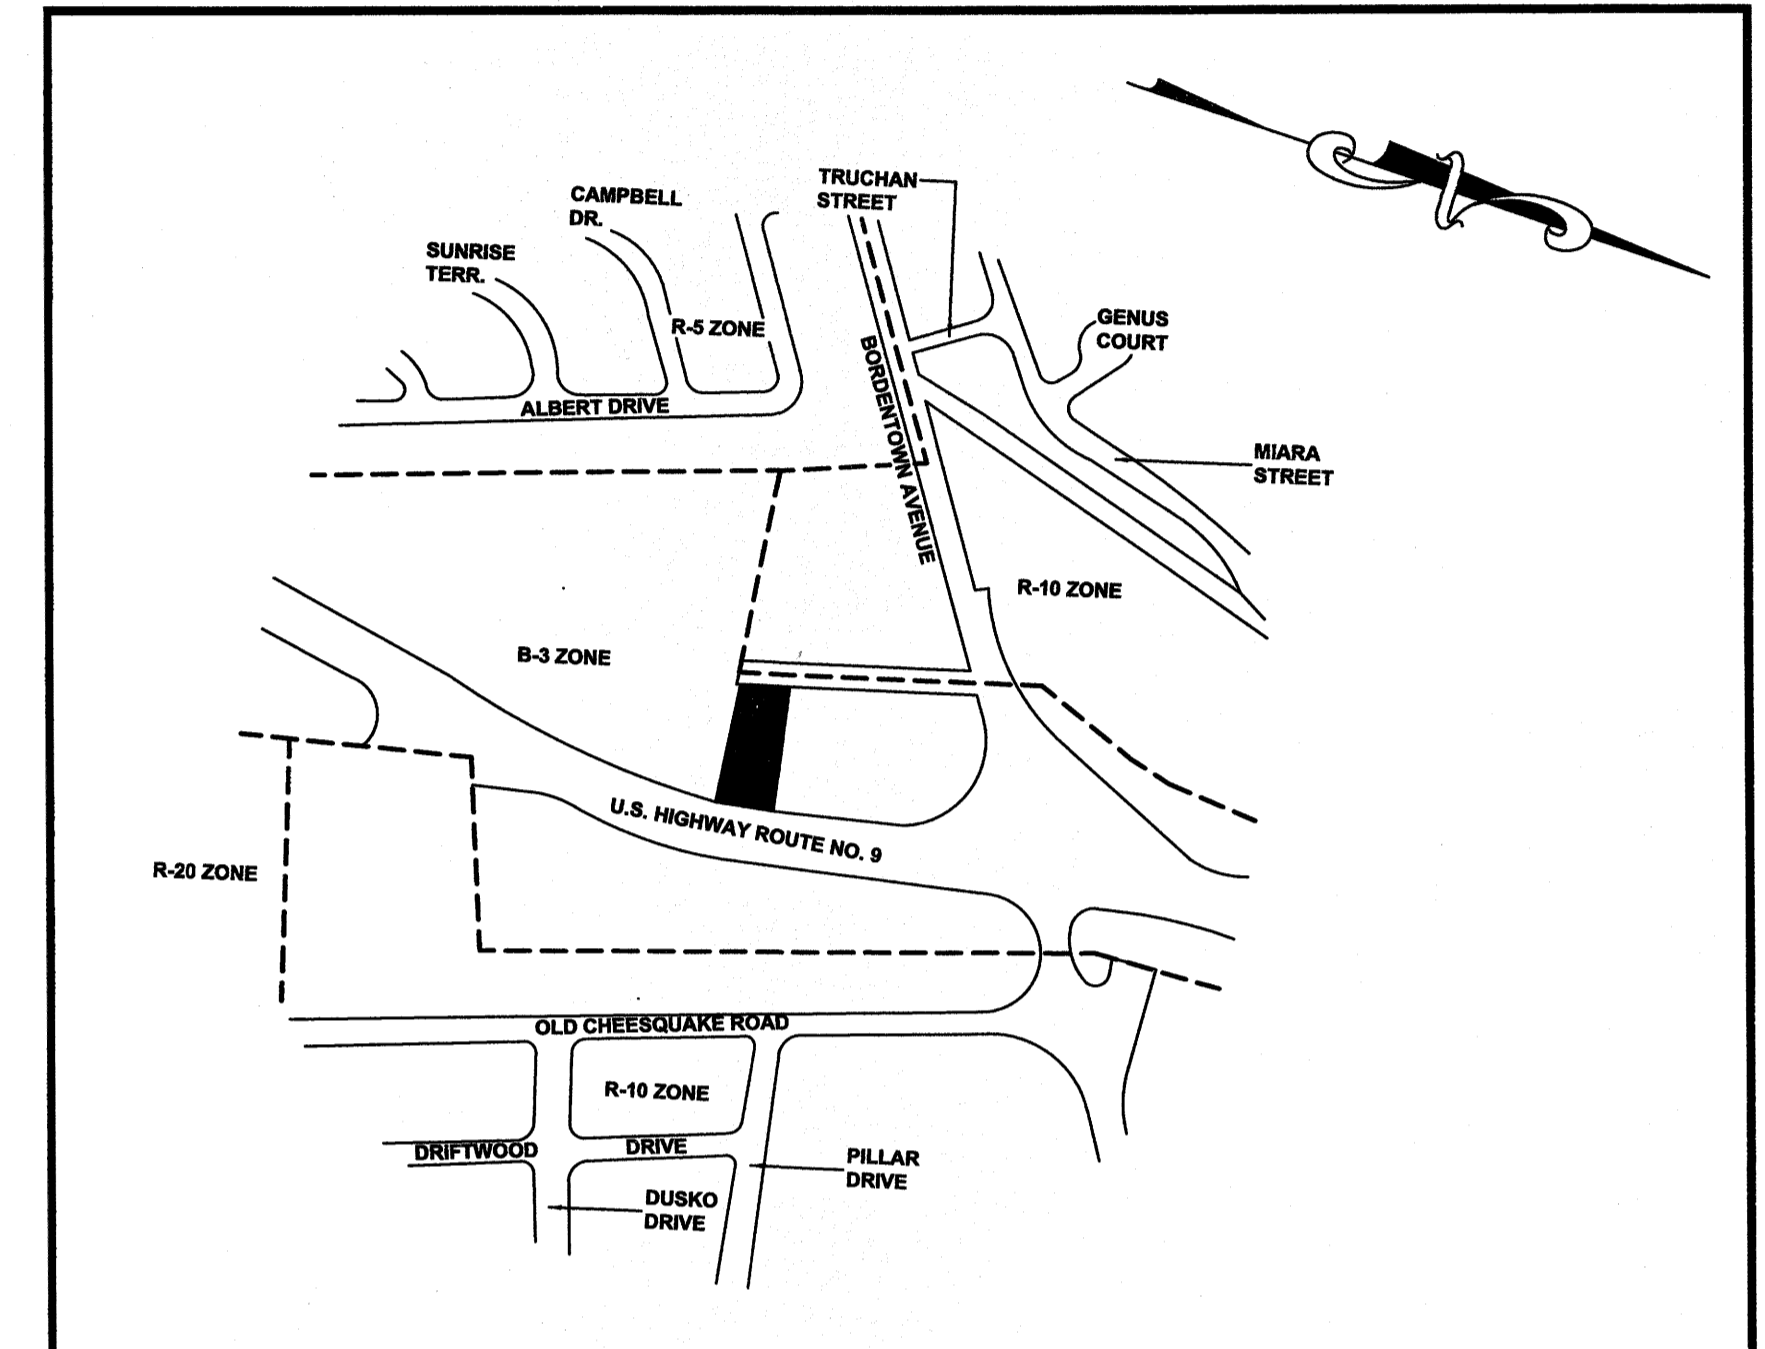 TRUCHAN
STREET
CAMPBELL
DR.
SUNRISE
TERR.
R-5 ZONE
GENUS
COURT
ALBERT DRIVE
BORDENTOWN AVENUE
MIARA
STREET
R-10 ZONE
B-3 ZONE
U.S. HIGHWAY ROUTE NO. 9
R-20 ZONE
OLD CHEESQUAKE ROAD
R-10 ZONE
DRIFTWOOD DRIVE
PILLAR
DRIVE
DUSKO
DRIVE